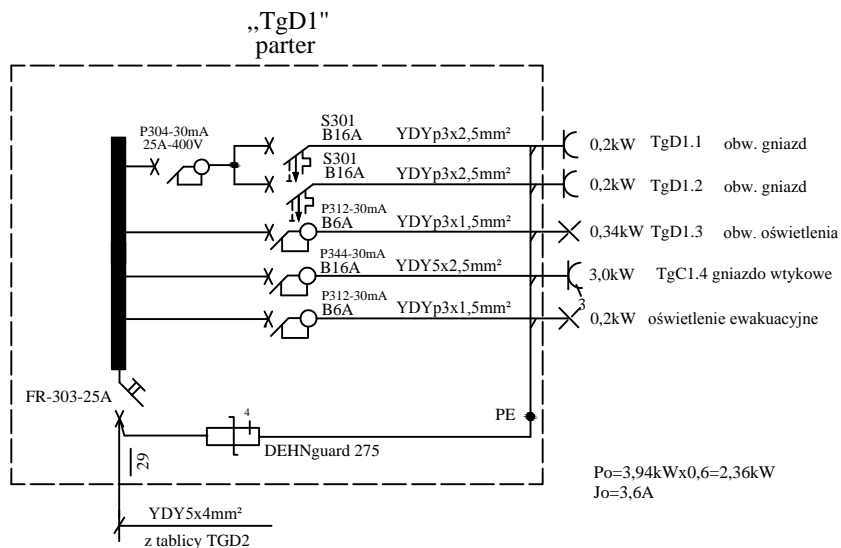 „TgD1"
parter
P304-30mA
25A-400V
S301
B16A
YDYp3x2,5mm²
0,2kW TgD1.1 obw. gniazd
S301
B16A
YDYp3x2,5mm²
0,2kW TgD1.2 obw. gniazd
P312-30mA
B6A
YDYp3x1,5mm²
0,34kW TgD1.3 obw. oświetlenia
P344-30mA
B16A
YDY5x2,5mm²
3,0kW TgC1.4 gniazdo wtykowe
3
P312-30mA
B6A
YDYp3x1,5mm²
0,2kW oświetlenie ewakuacyjne
FR-303-25A
PE
4
DEHNguard 275
29
Po=3,94kWx0,6=2,36kW
Jo=3,6A
YDY5x4mm²
z tablicy TGD2